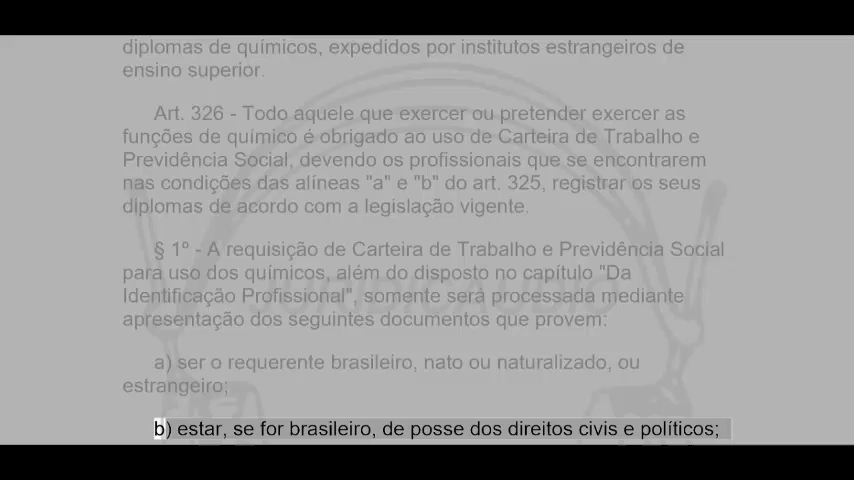 diplomas de químicos, expedidos por institutos estrangeiros de
ensino superior.
Art. 326 - Todo aquele que exercer ou pretender exercer as
funções de químico é obrigado ao uso de Carteira de Trabalho e
Previdência Social, devendo os profissionais que se encontrarem
nas condições das alíneas "a" e "b" do art. 325, registrar os seus
diplomas de acordo com a legislação vigente.
§ 1º - A requisição de Carteira de Trabalho e Previdência Social
para uso dos químicos, além do disposto no capítulo "Da
Identificação Profissional", somente será processada mediante
apresentação dos seguintes documentos que provem:
a) ser o requerente brasileiro, nato ou naturalizado, ou
estrangeiro;
b) estar, se for brasileiro, de posse dos direitos civis e políticos;